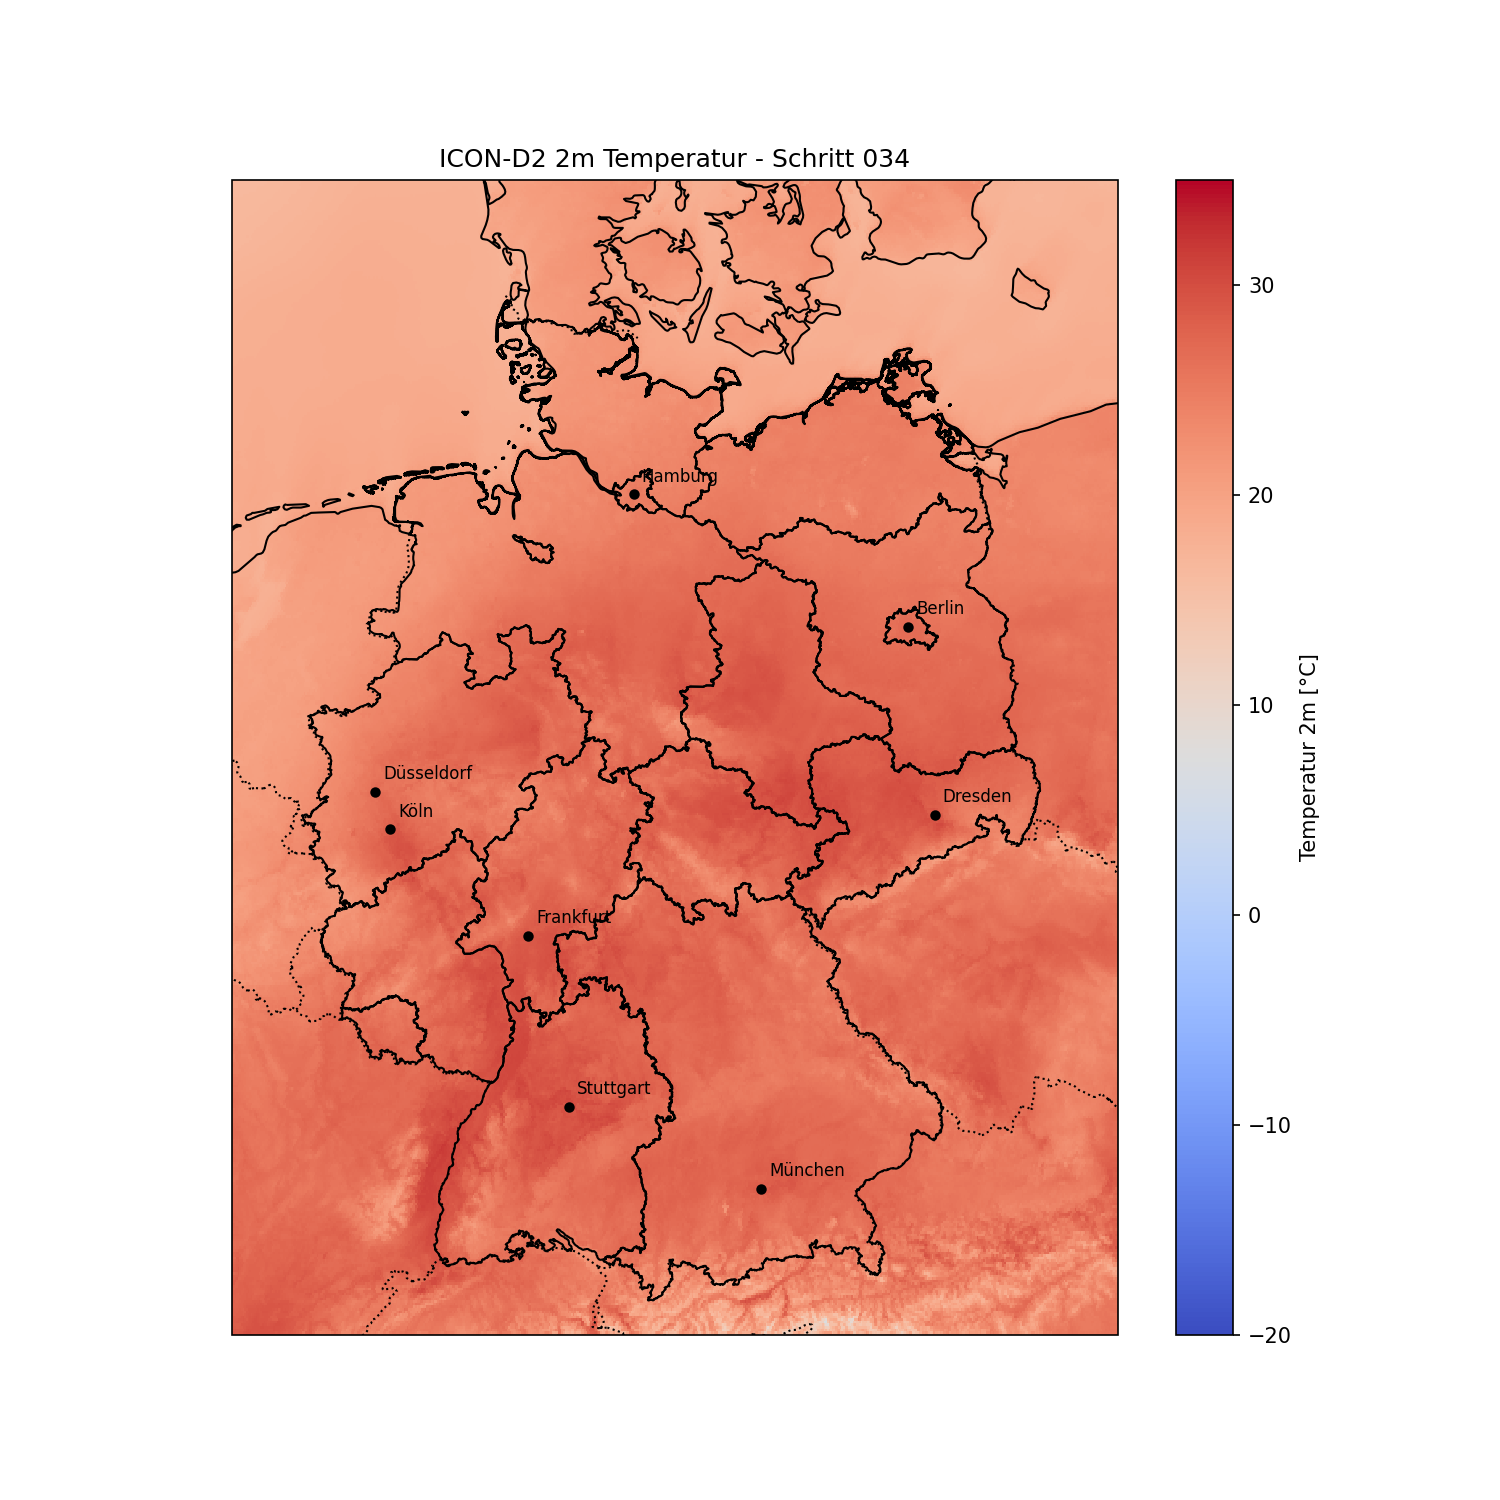 ICON-D2 2m Temperatur - Schritt 034
Hamburg
Berlin
Düsseldorf
Köln
Dresden
Frankfurt
Stuttgart
München
30
20
10
0
−10
−20
Temperatur 2m [°C]